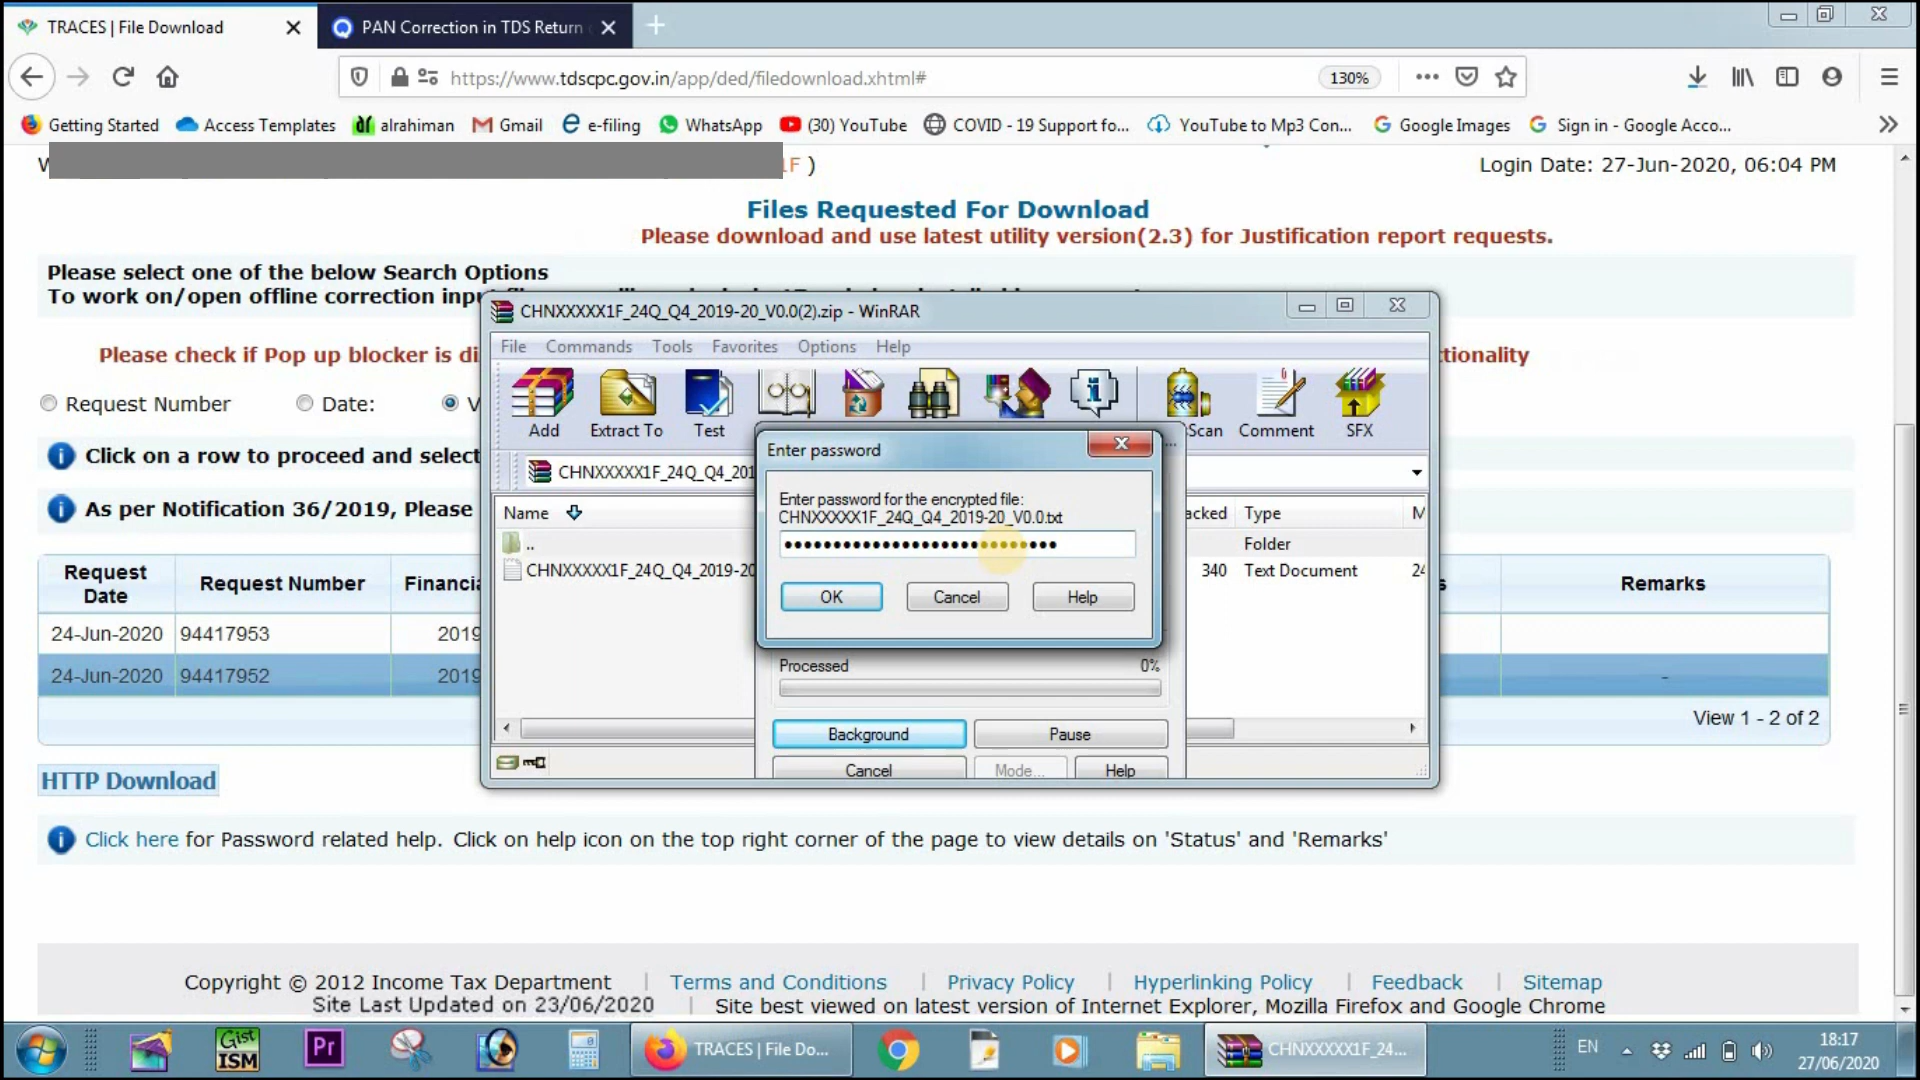 TRACES | File Download
PAN Correction in TDS Return
https://www.tdscpc.gov.in/app/ded/filedownload.xhtml#
130%
Getting Started
Access Templates
alrahiman
Gmail
e-filing
WhatsApp
(30) YouTube
COVID - 19 Support fo...
YouTube to Mp3 Con...
Google Images
Sign in - Google Acco...
1F )
Login Date: 27-Jun-2020, 06:04 PM
Files Requested For Download
Please download and use latest utility version(2.3) for Justification report requests.
Please select one of the below Search Options
To work on/open offline correction
Please check if Pop up blocker is
Request Number
Date:
Click on a row to proceed and select
As per Notification 36/2019, Please
Request Date
Request Number
Remarks
24-Jun-2020 94417953 2019
24-Jun-2020 94417952 2019 -
View 1 - 2 of 2
CHNXXXXX1F_24Q_Q4_2019-20_V0.0(2).zip - WinRAR
File Commands Tools Favorites Options Help
Add
Extract To
Test
Scan
Comment
SFX
CHNXXXXX1F_24Q_Q4_201
Name
Type
..
Folder
CHNXXXXX1F_24Q_Q4_2019-20
340 Text Document
Enter password
Enter password for the encrypted file:
CHNXXXXX1F_24Q_Q4_2019-20_V0.0.txt
OK
Cancel
Help
Processed 0%
Background
Pause
Cancel
Mode...
Help
HTTP Download
Click here for Password related help. Click on help icon on the top right corner of the page to view details on 'Status' and 'Remarks'
Copyright © 2012 Income Tax Department | Terms and Conditions | Privacy Policy | Hyperlinking Policy | Feedback | Sitemap
Site Last Updated on 23/06/2020 | Site best viewed on latest version of Internet Explorer, Mozilla Firefox and Google Chrome
Gist
ISM
Pr
TRACES | File Do...
CHNXXXXX1F_24...
EN
18:17
27/06/2020